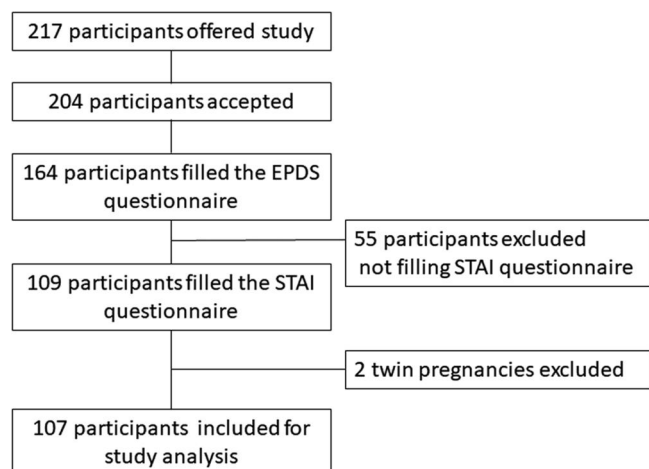 217 participants offered study
204 participants accepted
164 participants filled the EPDS
questionnaire
55 participants excluded
not filling STAI questionnaire
109 participants filled the STAI
questionnaire
2 twin pregnancies excluded
107 participants included for
study analysis